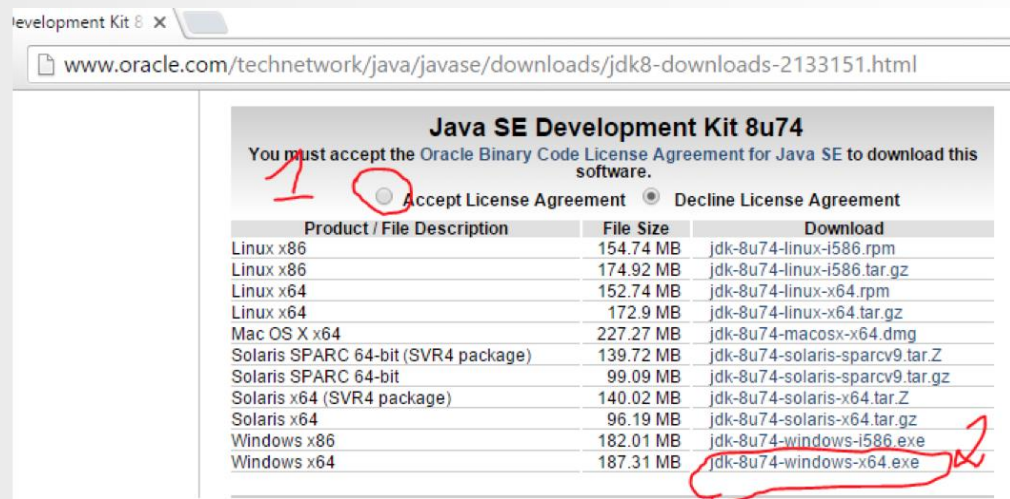 Development Kit 8
www.oracle.com/technetwork/java/javase/downloads/jdk8-downloads-2133151.html
Java SE Development Kit 8u74
You must accept the Oracle Binary Code License Agreement for Java SE to download this
software.
1
Accept License Agreement Decline License Agreement
Product / File Description File Size Download
Linux x86 154.74 MB jdk-8u74-linux-i586.rpm
Linux x86 174.92 MB jdk-8u74-linux-i586.tar.gz
Linux x64 152.74 MB jdk-8u74-linux-x64.rpm
Linux x64 172.9 MB jdk-8u74-linux-x64.tar.gz
Mac OS X x64 227.27 MB jdk-8u74-macosx-x64.dmg
Solaris SPARC 64-bit (SVR4 package) 139.72 MB jdk-8u74-solaris-sparcv9.tar.Z
Solaris SPARC 64-bit 99.09 MB jdk-8u74-solaris-sparcv9.tar.gz
Solaris x64 (SVR4 package) 140.02 MB jdk-8u74-solaris-x64.tar.Z
Solaris x64 96.19 MB jdk-8u74-solaris-x64.tar.gz
Windows x86 182.01 MB jdk-8u74-windows-i586.exe
Windows x64 187.31 MB jdk-8u74-windows-x64.exe 2